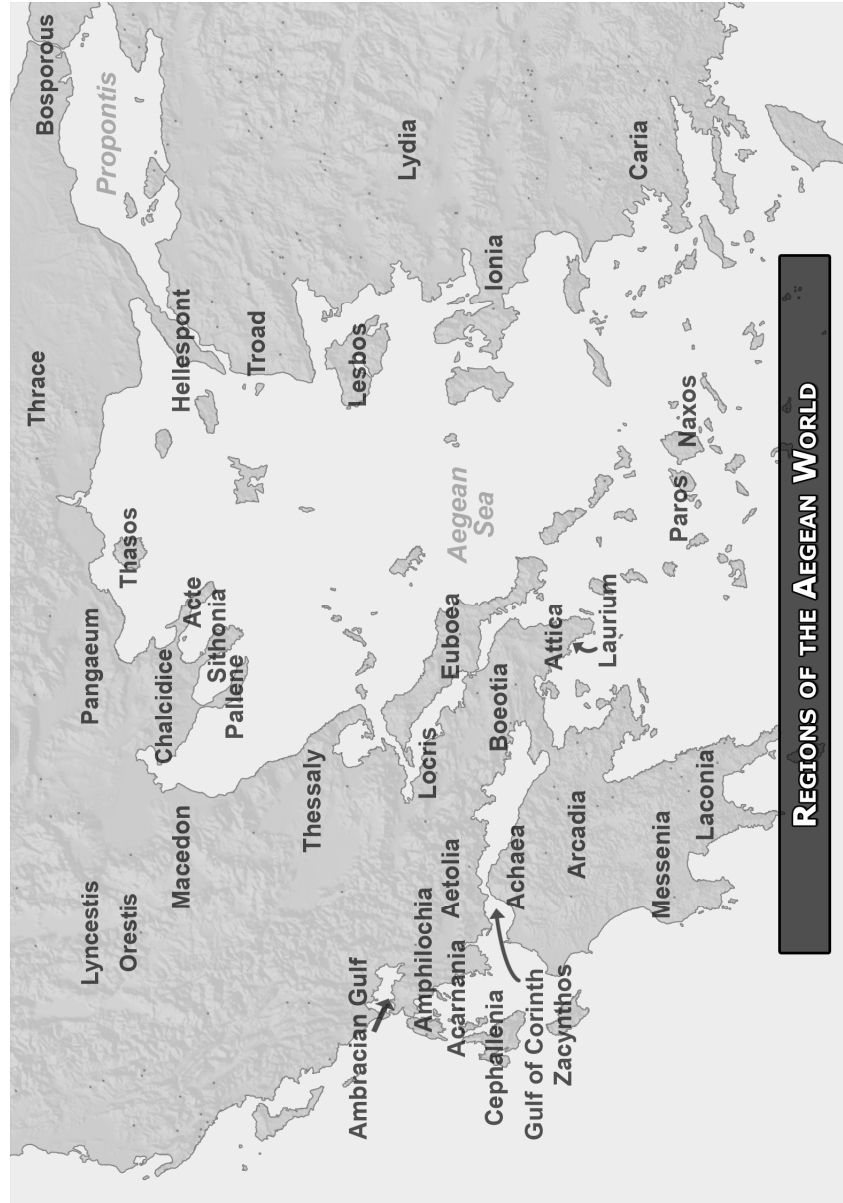 Bosporous
Propontis
Thrace
Hellespont
Troad
Lydia
Lesbos
Ionia
Caria
Pangaeum
Thasos
Chalcidice
Acte
Sithonia
Pallene
Lyncestis
Orestis
Macedon
Thessaly
Aegean
Sea
Ambracian Gulf
Amphilochia
Acarnania
Aetolia
Locris
Euboea
Boeotia
Attica
Laurium
Cephallenia
Gulf of Corinth
Zacynthos
Achaea
Arcadia
Messenia
Laconia
Paros
Naxos
REGIONS OF THE AEGEAN WORLD